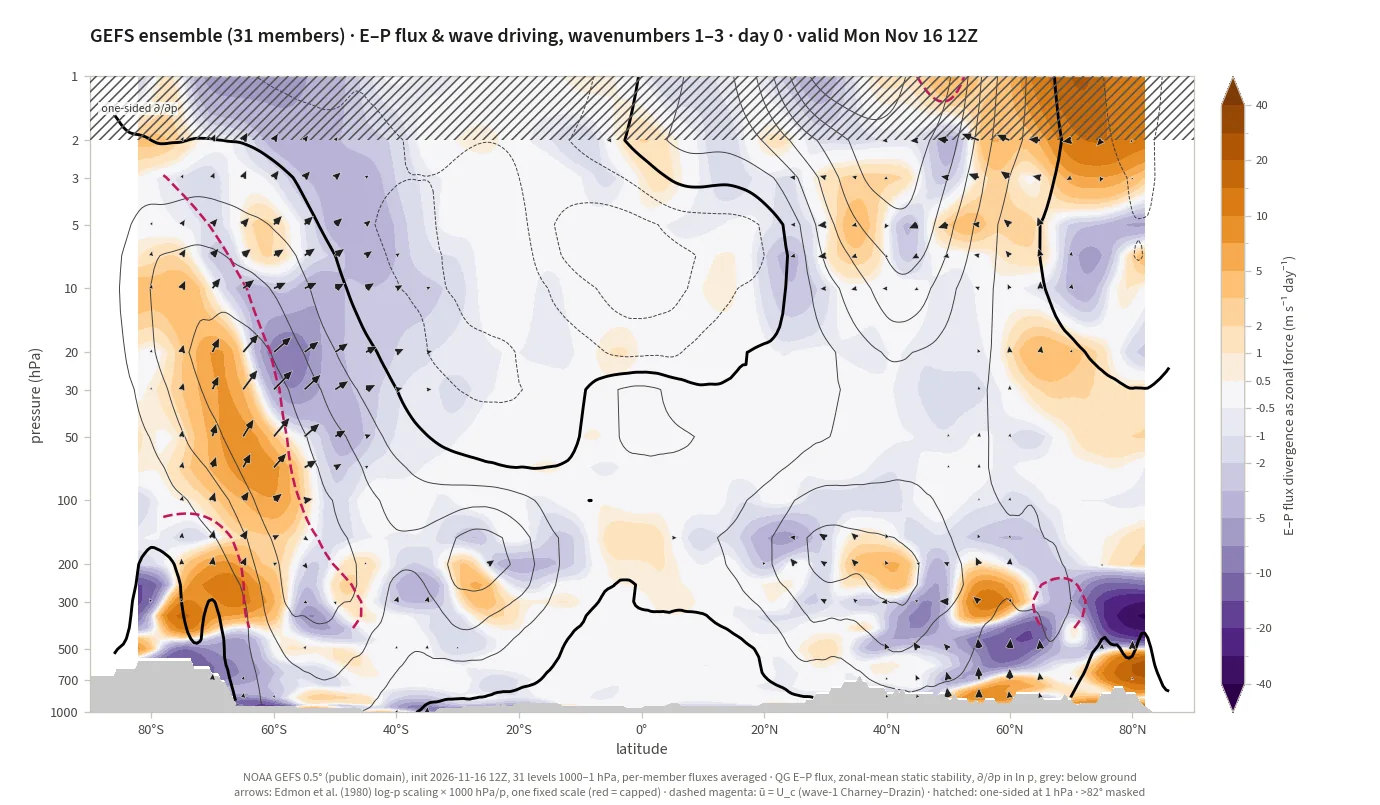 GEFS ensemble (31 members) · E–P flux & wave driving, wavenumbers 1–3 · day 0 · valid Mon Nov 16 12Z
one-sided ∂/∂p
1
2
3
5
10
20
30
50
100
200
300
500
700
1000
pressure (hPa)
80°S
60°S
40°S
20°S
0°
20°N
40°N
60°N
80°N
latitude
40
20
10
5
2
1
0.5
-0.5
-1
-2
-5
-10
-20
-40
E–P flux divergence as zonal force (m s⁻¹ day⁻¹)
NOAA GEFS 0.5° (public domain), init 2026-11-16 12Z, 31 levels 1000–1 hPa, per-member fluxes averaged · QG E–P flux, zonal-mean static stability, ∂/∂p in ln p, grey: below ground
arrows: Edmon et al. (1980) log-p scaling × 1000 hPa/p, one fixed scale (red = capped) · dashed magenta: ū = U_c (wave-1 Charney–Drazin) · hatched: one-sided at 1 hPa · >82° masked